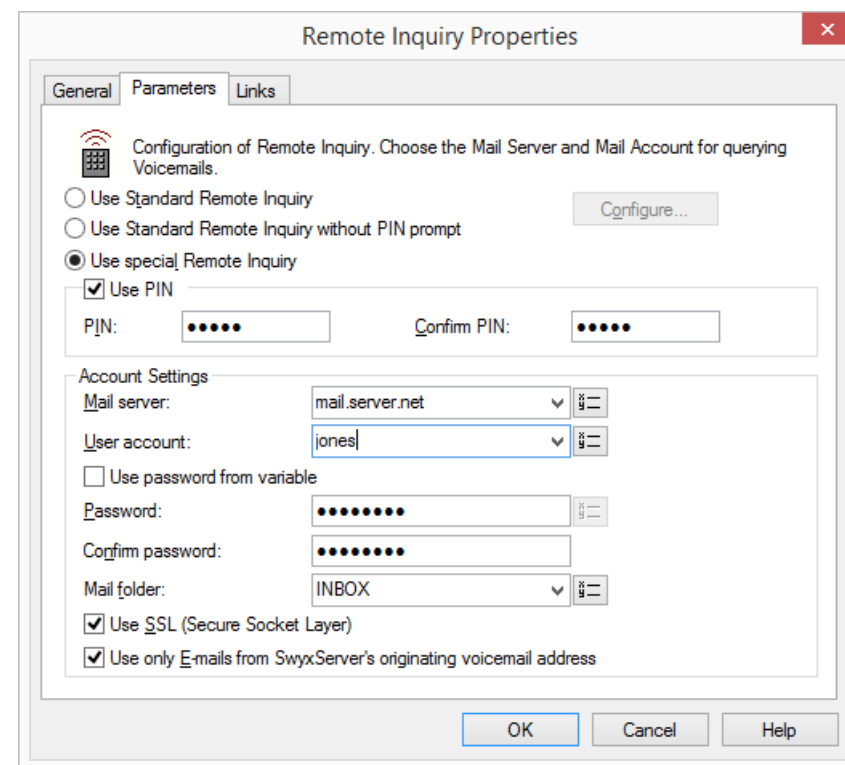 Remote Inquiry Properties
General Parameters Links
Configuration of Remote Inquiry. Choose the Mail Server and Mail Account for querying
Voicemails.
Use Standard Remote Inquiry
Configure...
Use Standard Remote Inquiry without PIN prompt
Use special Remote Inquiry
Use PIN
PIN: ●●●●● Confirm PIN: ●●●●●
Account Settings
Mail server: mail.server.net
User account: jones
Use password from variable
Password: ●●●●●●●●
Confirm password: ●●●●●●●●
Mail folder: INBOX
Use SSL (Secure Socket Layer)
Use only E-mails from SwyxServer's originating voicemail address
OK Cancel Help